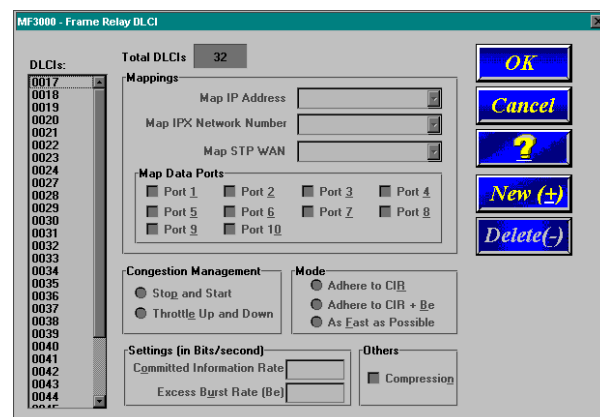 MF3000 - Frame Relay DLCI
DLCIs:
0017
0018
0019
0020
0021
0022
0023
0024
0027
0028
0029
0030
0031
0032
0033
0034
0035
0036
0037
0038
0039
0040
0041
0042
0043
0044
Total DLCIs 32
Mappings
Map IP Address
Map IPX Network Number
Map STP WAN
Map Data Ports
Port 1 Port 2 Port 3 Port 4
Port 5 Port 6 Port 7 Port 8
Port 9 Port 10
Congestion Management
Stop and Start
Throttle Up and Down
Mode
Adhere to CIR
Adhere to CIR + Be
As Fast as Possible
Settings (in Bits/second)
Committed Information Rate
Excess Burst Rate (Be)
Others
Compression
OK
Cancel
?
New (+)
Delete(-)